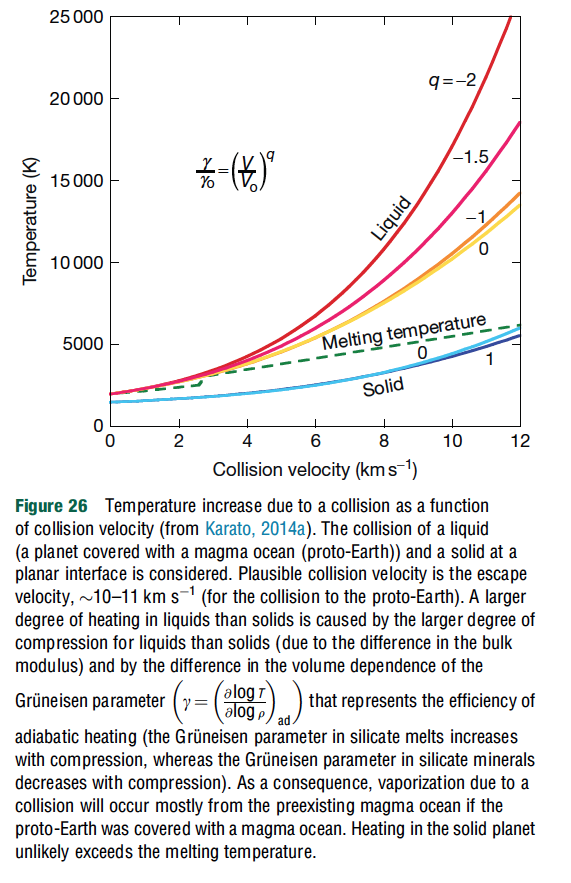 25 000
20 000
15 000
10 000
5000
0
Temperature (K)
γ/γ₀=(V/V₀)^q
q=−2
−1.5
−1
0
Liquid
Melting temperature
0
1
Solid
0 2 4 6 8 10 12
Collision velocity (km s⁻¹)
Figure 26 Temperature increase due to a collision as a function
of collision velocity (from Karato, 2014a). The collision of a liquid
(a planet covered with a magma ocean (proto-Earth)) and a solid at a
planar interface is considered. Plausible collision velocity is the escape
velocity, ∼10–11 km s⁻¹ (for the collision to the proto-Earth). A larger
degree of heating in liquids than solids is caused by the larger degree of
compression for liquids than solids (due to the difference in the bulk
modulus) and by the difference in the volume dependence of the
Grüneisen parameter (γ=(∂log T/∂log ρ)ad) that represents the efficiency of
adiabatic heating (the Grüneisen parameter in silicate melts increases
with compression, whereas the Grüneisen parameter in silicate minerals
decreases with compression). As a consequence, vaporization due to a
collision will occur mostly from the preexisting magma ocean if the
proto-Earth was covered with a magma ocean. Heating in the solid planet
unlikely exceeds the melting temperature.